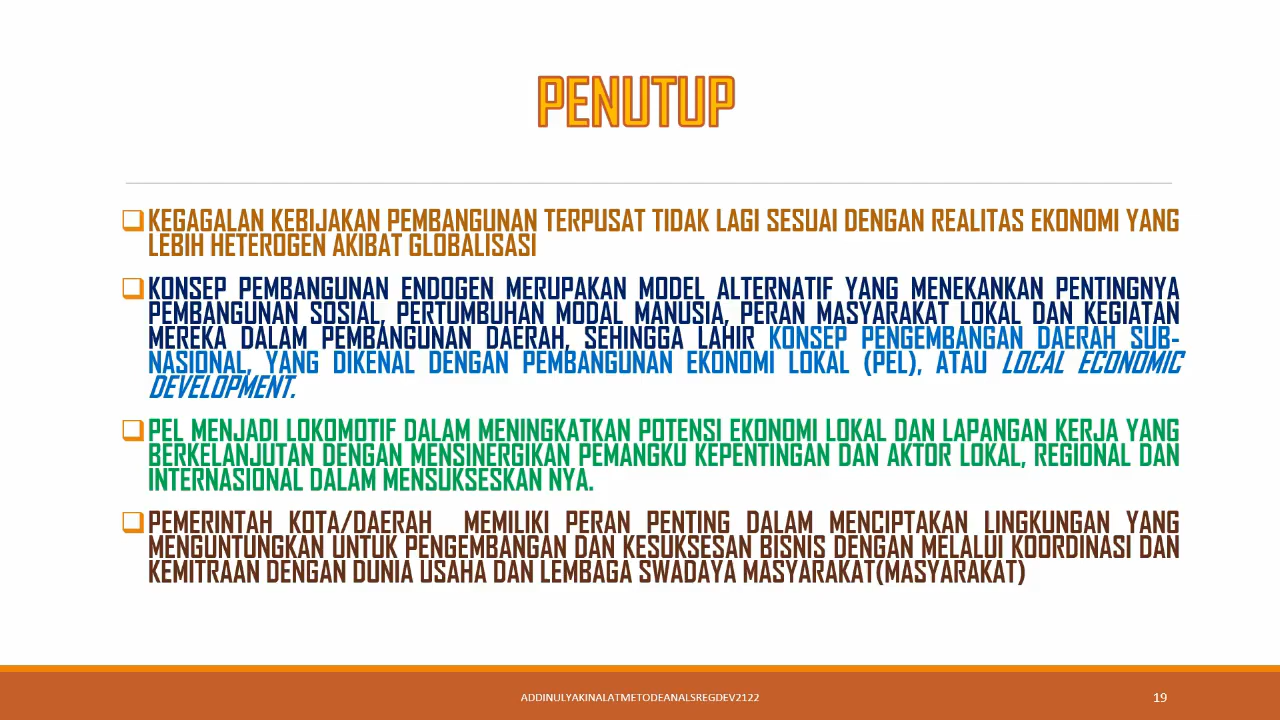 PENUTUP
KEGAGALAN KEBIJAKAN PEMBANGUNAN TERPUSAT TIDAK LAGI SESUAI DENGAN REALITAS EKONOMI YANG
LEBIH HETEROGEN AKIBAT GLOBALISASI
KONSEP PEMBANGUNAN ENDOGEN MERUPAKAN MODEL ALTERNATIF YANG MENEKANKAN PENTINGNYA
PEMBANGUNAN SOSIAL, PERTUMBUHAN MODAL MANUSIA, PERAN MASYARAKAT LOKAL DAN KEGIATAN
MEREKA DALAM PEMBANGUNAN DAERAH, SEHINGGA LAHIR KONSEP PENGEMBANGAN DAERAH SUB-
NASIONAL, YANG DIKENAL DENGAN PEMBANGUNAN EKONOMI LOKAL (PEL), ATAU LOCAL ECONOMIC
DEVELOPMENT.
PEL MENJADI LOKOMOTIF DALAM MENINGKATKAN POTENSI EKONOMI LOKAL DAN LAPANGAN KERJA YANG
BERKELANJUTAN DENGAN MENSINERGIKAN PEMANGKU KEPENTINGAN DAN AKTOR LOKAL, REGIONAL DAN
INTERNASIONAL DALAM MENSUKSESKAN NYA.
PEMERINTAH KOTA/DAERAH MEMILIKI PERAN PENTING DALAM MENCIPTAKAN LINGKUNGAN YANG
MENGUNTUNGKAN UNTUK PENGEMBANGAN DAN KESUKSESAN BISNIS DENGAN MELALUI KOORDINASI DAN
KEMITRAAN DENGAN DUNIA USAHA DAN LEMBAGA SWADAYA MASYARAKAT(MASYARAKAT)
ADDINULYAKINALATMETODEANALSREGDEV2122
19